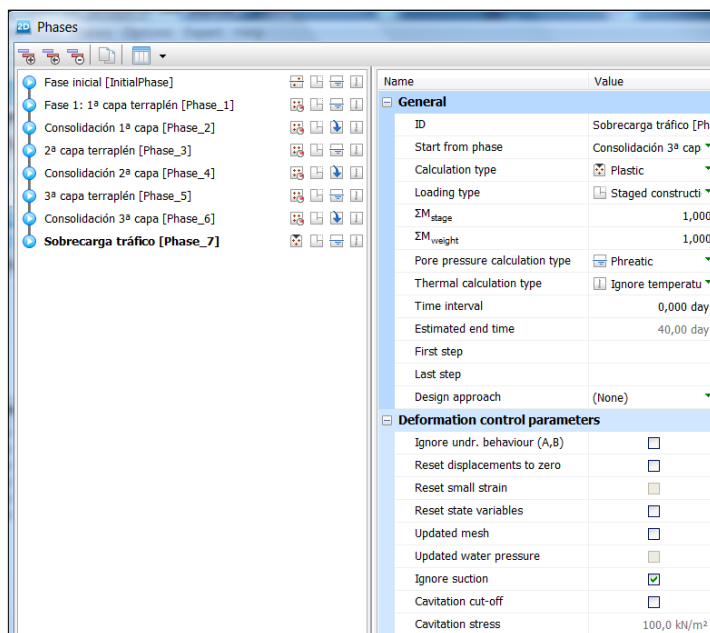 2D Phases
Fase inicial [InitialPhase]
Fase 1: 1ª capa terraplén [Phase_1]
Consolidación 1ª capa [Phase_2]
2ª capa terraplén [Phase_3]
Consolidación 2ª capa [Phase_4]
3ª capa terraplén [Phase_5]
Consolidación 3ª capa [Phase_6]
Sobrecarga tráfico [Phase_7]
Name Value
General
ID Sobrecarga tráfico [Ph
Start from phase Consolidación 3ª cap
Calculation type Plastic
Loading type Staged constructi
ΣMstage 1,000
ΣMweight 1,000
Pore pressure calculation type Phreatic
Thermal calculation type Ignore temperatu
Time interval 0,000 day
Estimated end time 40,00 day
First step
Last step
Design approach (None)
Deformation control parameters
Ignore undr. behaviour (A,B)
Reset displacements to zero
Reset small strain
Reset state variables
Updated mesh
Updated water pressure
Ignore suction
Cavitation cut-off
Cavitation stress 100,0 kN/m²